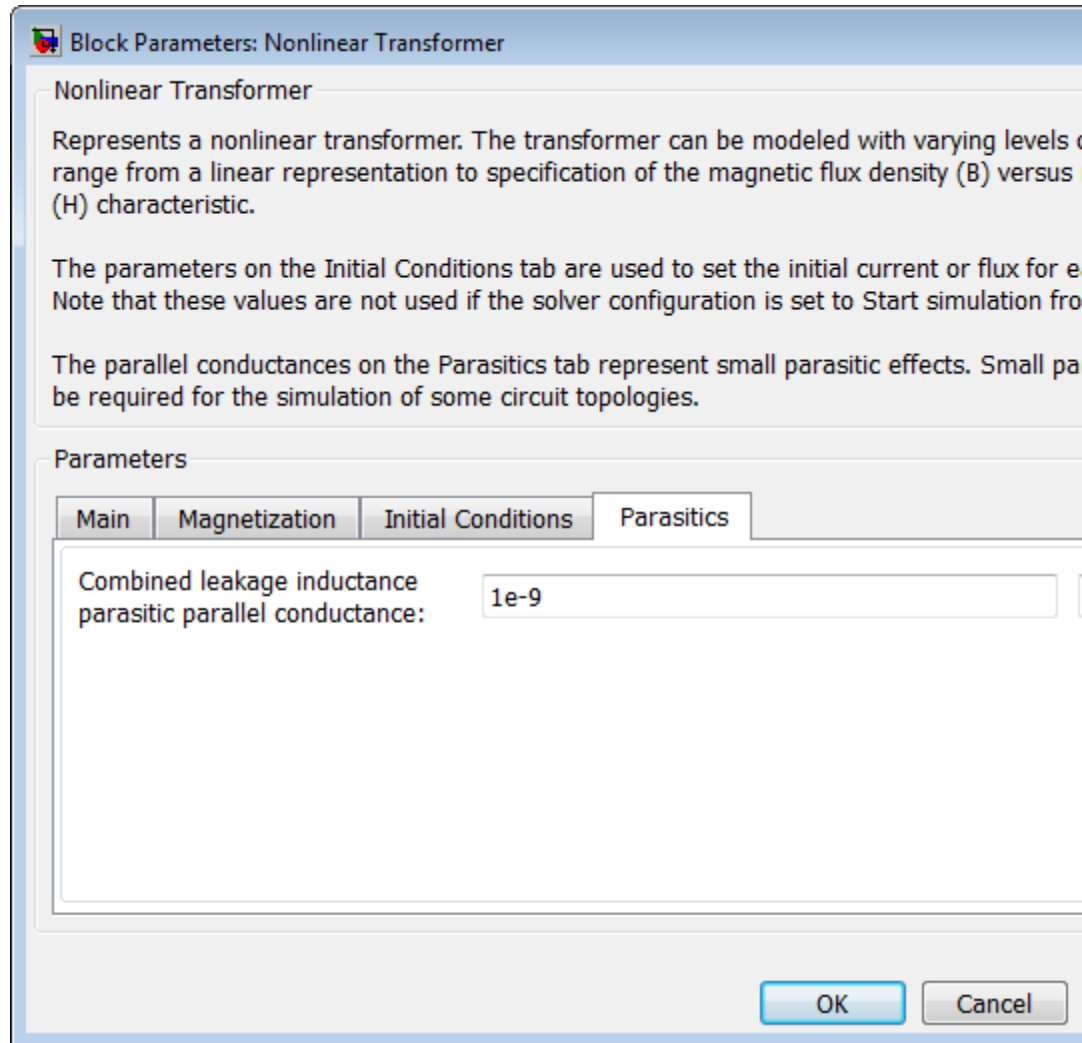 Block Parameters: Nonlinear Transformer
Nonlinear Transformer
Represents a nonlinear transformer. The transformer can be modeled with varying levels
range from a linear representation to specification of the magnetic flux density (B) versus
(H) characteristic.
The parameters on the Initial Conditions tab are used to set the initial current or flux for
Note that these values are not used if the solver configuration is set to Start simulation
The parallel conductances on the Parasitics tab represent small parasitic effects. Small
be required for the simulation of some circuit topologies.
Parameters
Main Magnetization Initial Conditions Parasitics
Combined leakage inductance
parasitic parallel conductance:
1e-9
OK Cancel